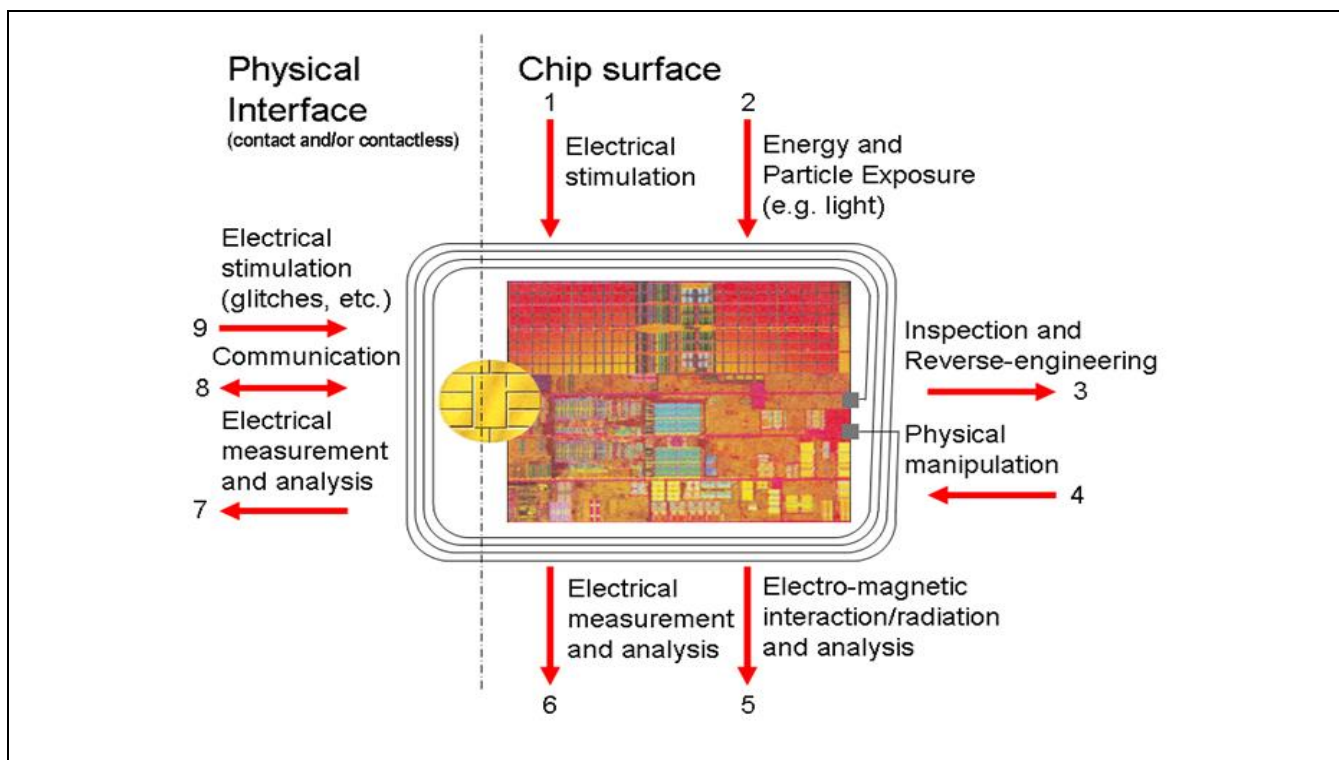 Physical
Interface
(contact and/or contactless)
Chip surface
1
2
Electrical
stimulation
Energy and
Particle Exposure
(e.g. light)
Electrical
stimulation
(glitches, etc.)
9
Communication
8
Electrical
measurement
and analysis
7
Inspection and
Reverse-engineering
3
Physical
manipulation
4
Electrical
measurement
and analysis
6
Electro-magnetic
interaction/radiation
and analysis
5